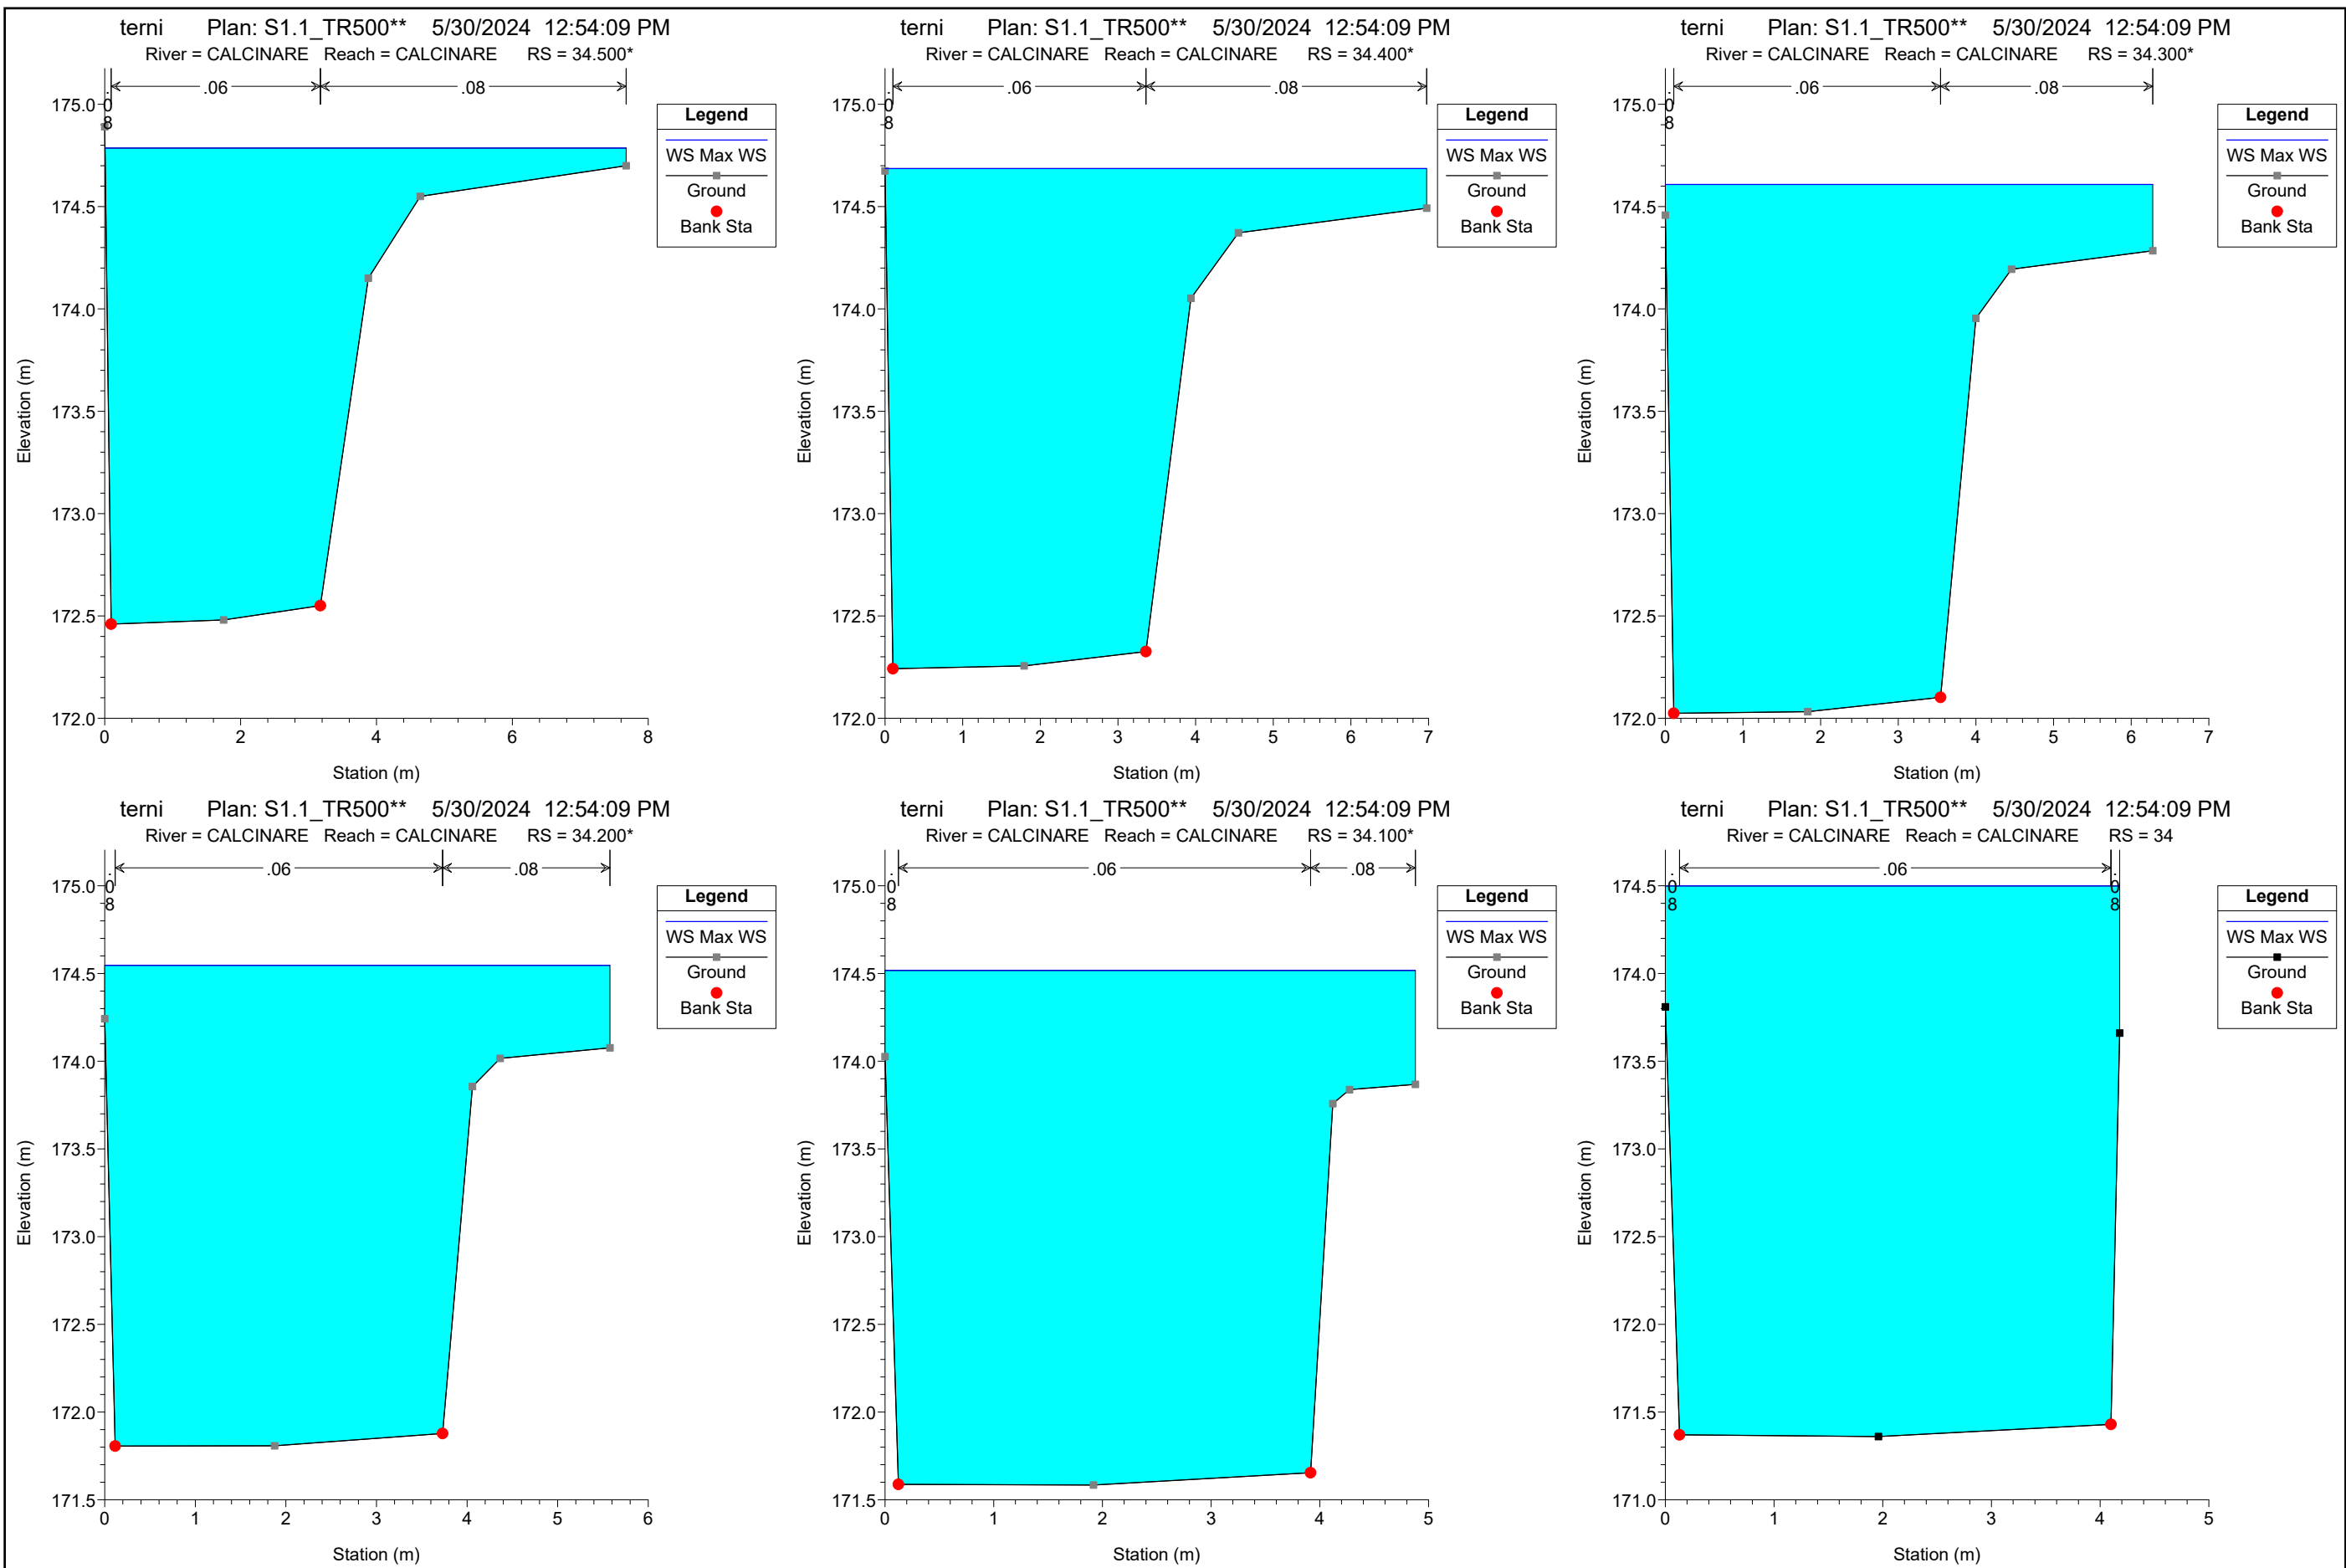 terni Plan: S1.1_TR500** 5/30/2024 12:54:09 PM
River = CALCINARE Reach = CALCINARE RS = 34.500*
.08
.06
.08
175.0
174.5
174.0
173.5
173.0
172.5
172.0
Elevation (m)
0 2 4 6 8
Station (m)
Legend
WS Max WS
Ground
Bank Sta
terni Plan: S1.1_TR500** 5/30/2024 12:54:09 PM
River = CALCINARE Reach = CALCINARE RS = 34.400*
.08
.06
.08
175.0
174.5
174.0
173.5
173.0
172.5
172.0
Elevation (m)
0 1 2 3 4 5 6 7
Station (m)
Legend
WS Max WS
Ground
Bank Sta
terni Plan: S1.1_TR500** 5/30/2024 12:54:09 PM
River = CALCINARE Reach = CALCINARE RS = 34.300*
.08
.06
.08
175.0
174.5
174.0
173.5
173.0
172.5
172.0
Elevation (m)
0 1 2 3 4 5 6 7
Station (m)
Legend
WS Max WS
Ground
Bank Sta
terni Plan: S1.1_TR500** 5/30/2024 12:54:09 PM
River = CALCINARE Reach = CALCINARE RS = 34.200*
.08
.06
.08
175.0
174.5
174.0
173.5
173.0
172.5
172.0
171.5
Elevation (m)
0 1 2 3 4 5 6
Station (m)
Legend
WS Max WS
Ground
Bank Sta
terni Plan: S1.1_TR500** 5/30/2024 12:54:09 PM
River = CALCINARE Reach = CALCINARE RS = 34.100*
.08
.06
.08
175.0
174.5
174.0
173.5
173.0
172.5
172.0
171.5
Elevation (m)
0 1 2 3 4 5
Station (m)
Legend
WS Max WS
Ground
Bank Sta
terni Plan: S1.1_TR500** 5/30/2024 12:54:09 PM
River = CALCINARE Reach = CALCINARE RS = 34
.08
.06
.08
174.5
174.0
173.5
173.0
172.5
172.0
171.5
171.0
Elevation (m)
0 1 2 3 4 5
Station (m)
Legend
WS Max WS
Ground
Bank Sta